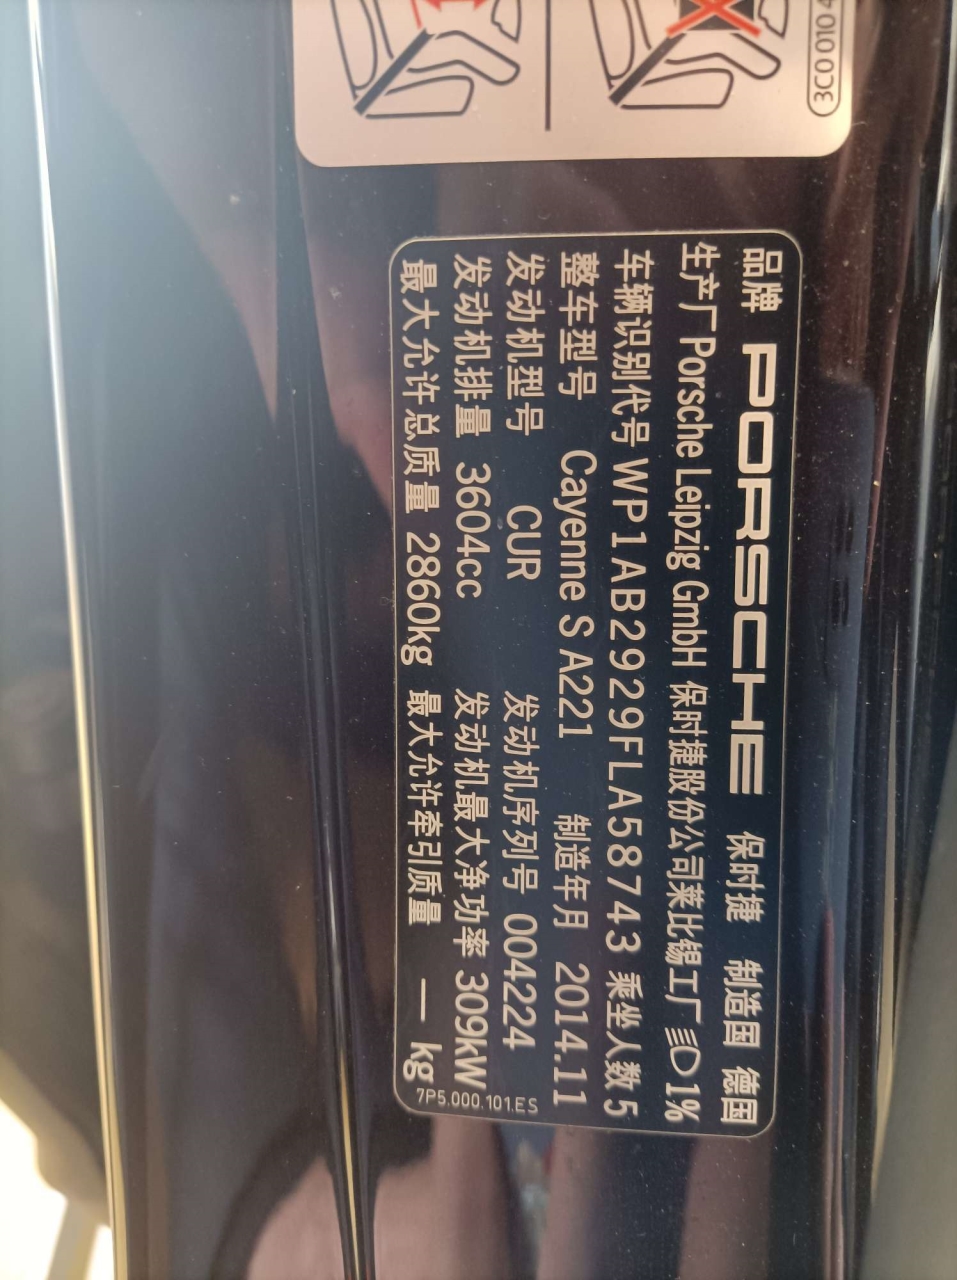 3C0 010 4
品牌 PORSCHE 保时捷 制造国 德国
生产厂 Porsche Leipzig GmbH 保时捷股份公司莱比锡工厂 1%
车辆识别代号 WP1AB2929FLA58743 乘坐人数 5
整车型号 Cayenne S A221 制造年月 2014.11
发动机型号 CUR 发动机序列号 004224
发动机排量 3604cc 发动机最大净功率 309kW
最大允许总质量 2860kg 最大允许牵引质量 — kg
7P5.000.101.ES